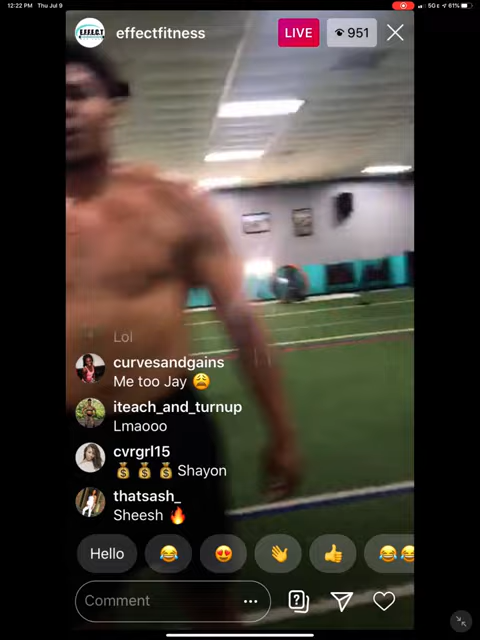 12:22 PM Thu Jul 9
5G E 61%
E.F.F.E.C.T
effectfitness
LIVE
951
Lol
curvesandgains
Me too Jay 😩
iteach_and_turnup
Lmaooo
cvrgrl15
💰 💰 💰 Shayon
thatsash_
Sheesh 🔥
Hello
Comment